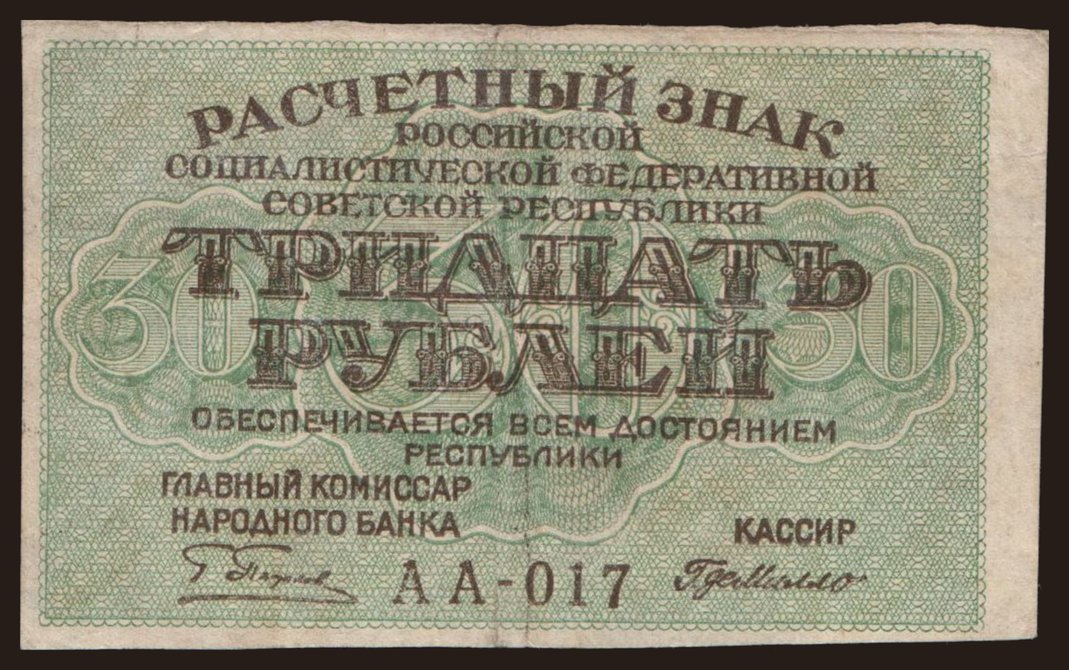 РАСЧЕТНЫЙ ЗНАК
РОССИЙСКОЙ
СОЦИАЛИСТИЧЕСКОЙ ФЕДЕРАТИВНОЙ
СОВЕТСКОЙ РЕСПУБЛИКИ
30 30 30
ТРИДЦАТЬ
РУБЛЕЙ
ОБЕСПЕЧИВАЕТСЯ ВСЕМ ДОСТОЯНИЕМ
РЕСПУБЛИКИ
ГЛАВНЫЙ КОМИССАР
НАРОДНОГО БАНКА
КАССИР
АА-017